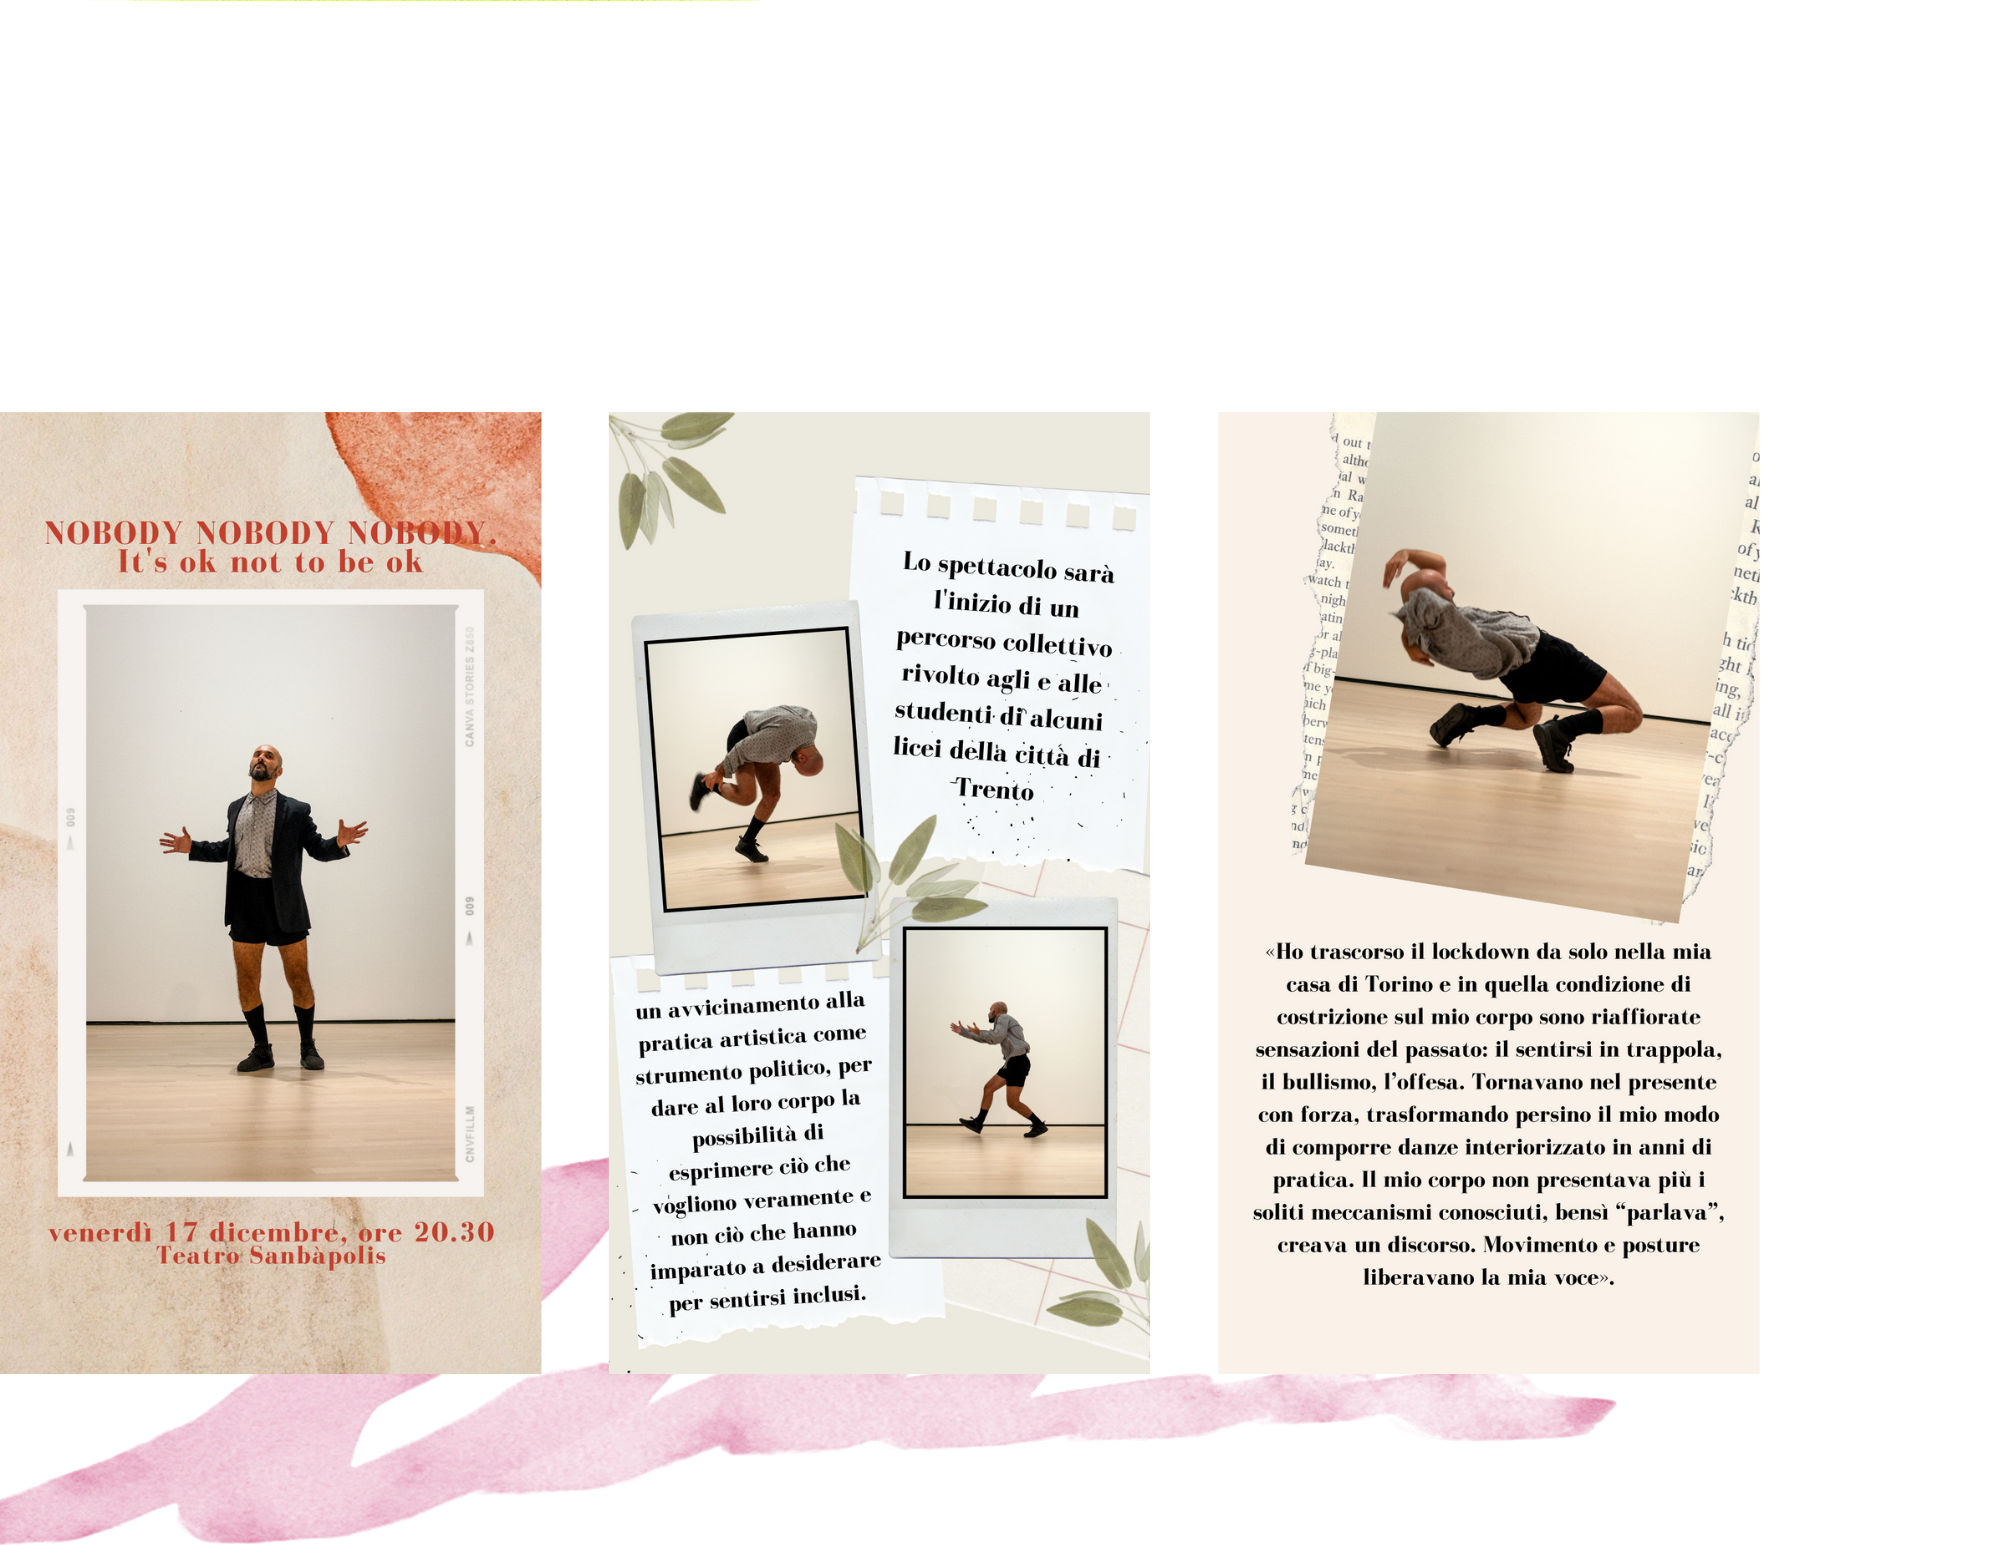 NOBODY NOBODY NOBODY.
It's ok not to be ok
CANVA STORIES Z650
009
009
CNVFILLM
venerdì 17 dicembre, ore 20.30
Teatro Sanbàpolis
Lo spettacolo sarà
l'inizio di un
percorso collettivo
rivolto agli e alle
studenti di alcuni
licei della città di
Trento
un avvicinamento alla
pratica artistica come
strumento politico, per
dare al loro corpo la
possibilità di
esprimere ciò che
vogliono veramente e
non ciò che hanno
imparato a desiderare
per sentirsi inclusi.
«Ho trascorso il lockdown da solo nella mia
casa di Torino e in quella condizione di
costrizione sul mio corpo sono riaffiorate
sensazioni del passato: il sentirsi in trappola,
il bullismo, l’offesa. Tornavano nel presente
con forza, trasformando persino il mio modo
di comporre danze interiorizzato in anni di
pratica. Il mio corpo non presentava più i
soliti meccanismi conosciuti, bensì “parlava”,
creava un discorso. Movimento e posture
liberavano la mia voce».